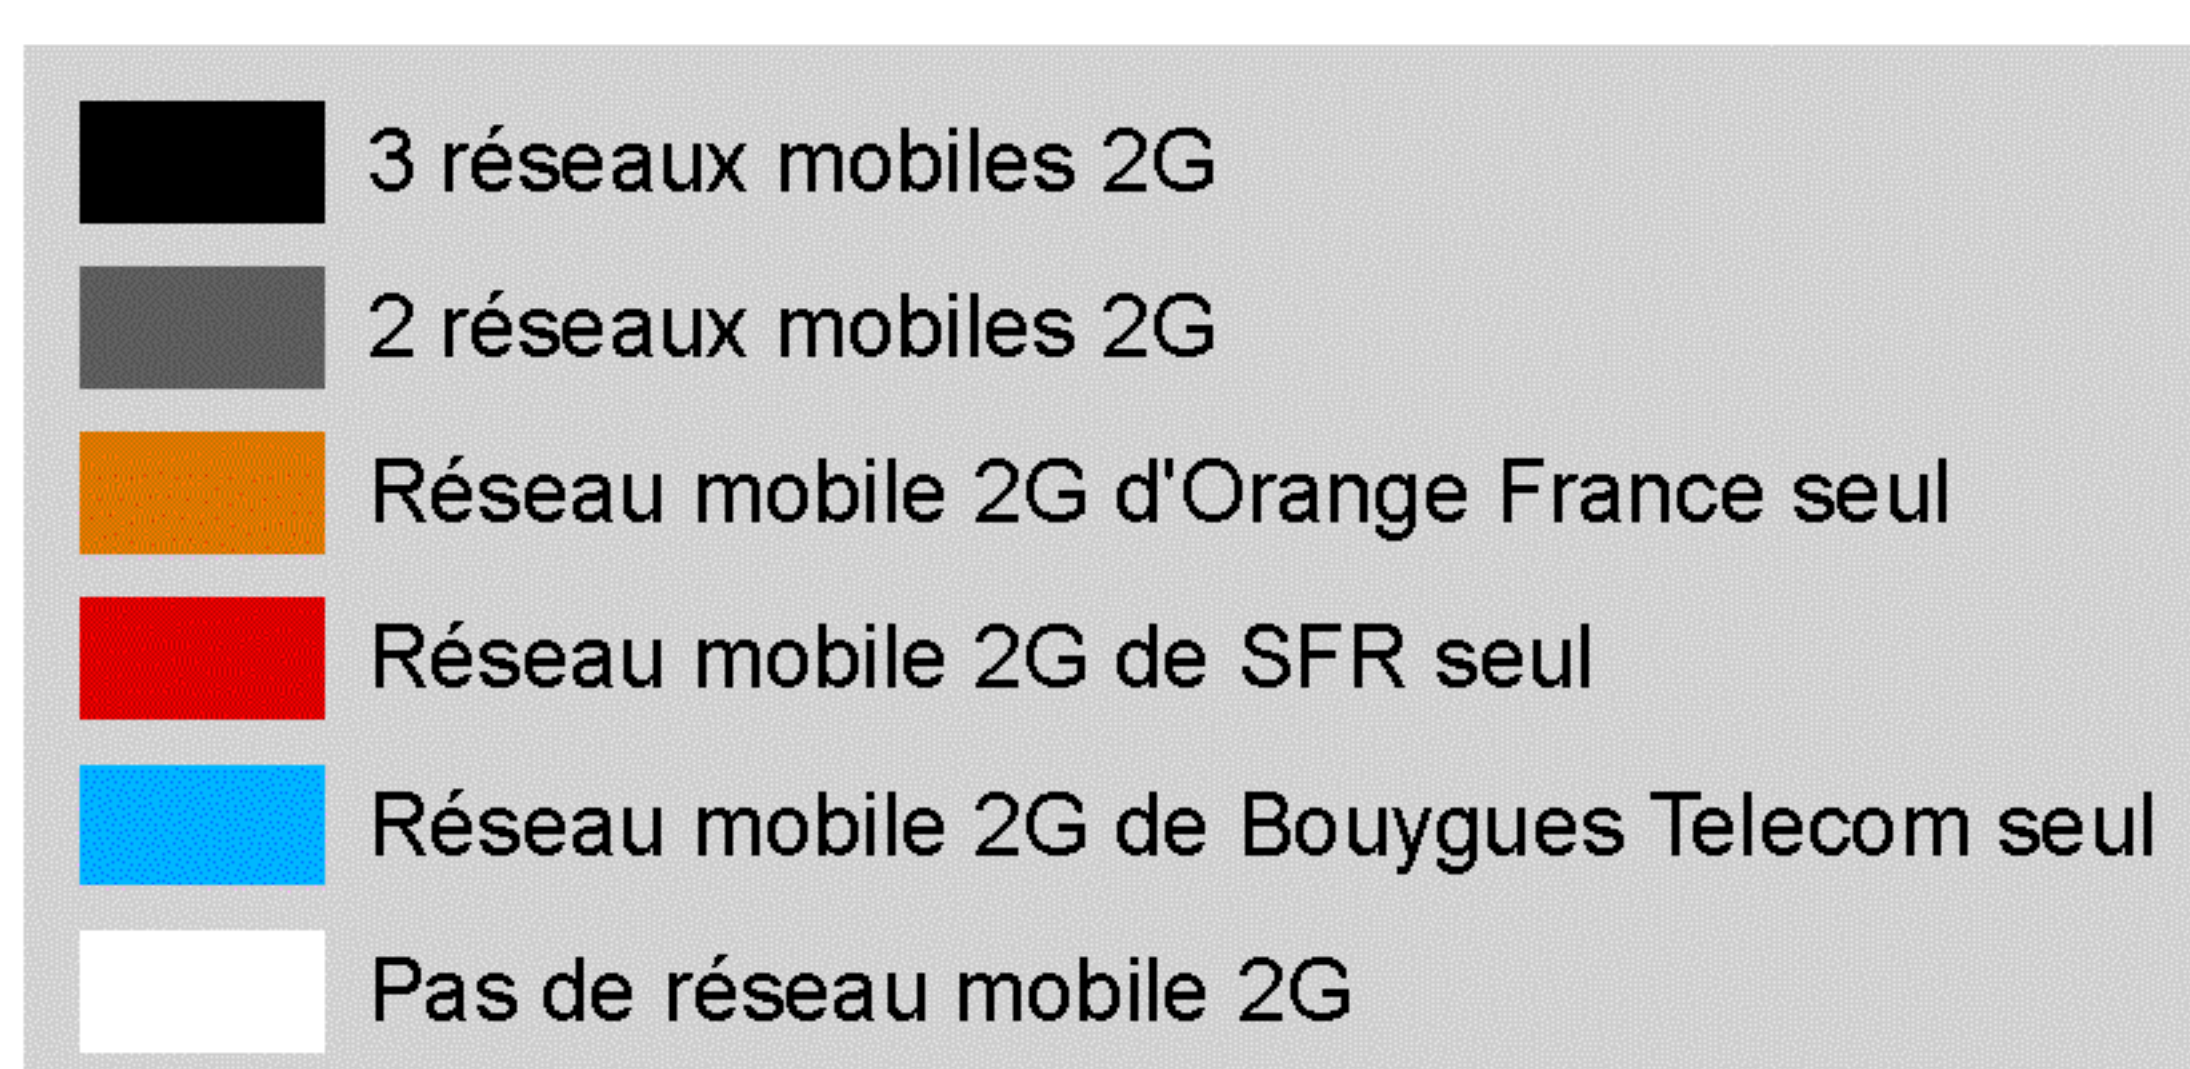 3 réseaux mobiles 2G
2 réseaux mobiles 2G
Réseau mobile 2G d'Orange France seul
Réseau mobile 2G de SFR seul
Réseau mobile 2G de Bouygues Telecom seul
Pas de réseau mobile 2G